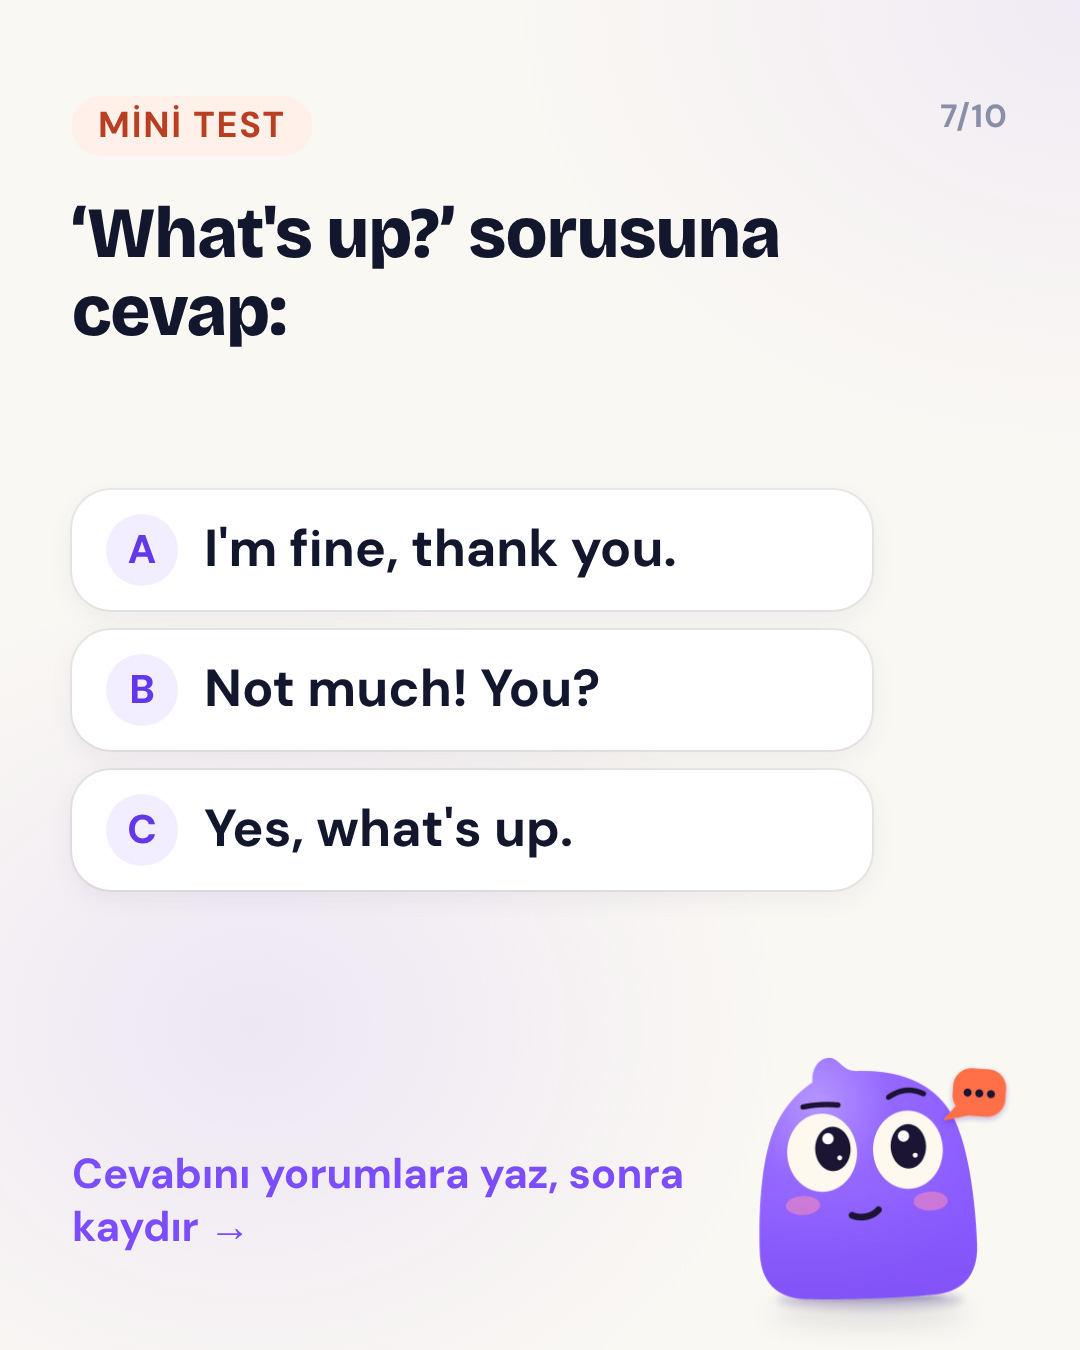 MİNİ TEST
7/10
‘What's up?’ sorusuna
cevap:
A I'm fine, thank you.
B Not much! You?
C Yes, what's up.
Cevabını yorumlara yaz, sonra
kaydır →